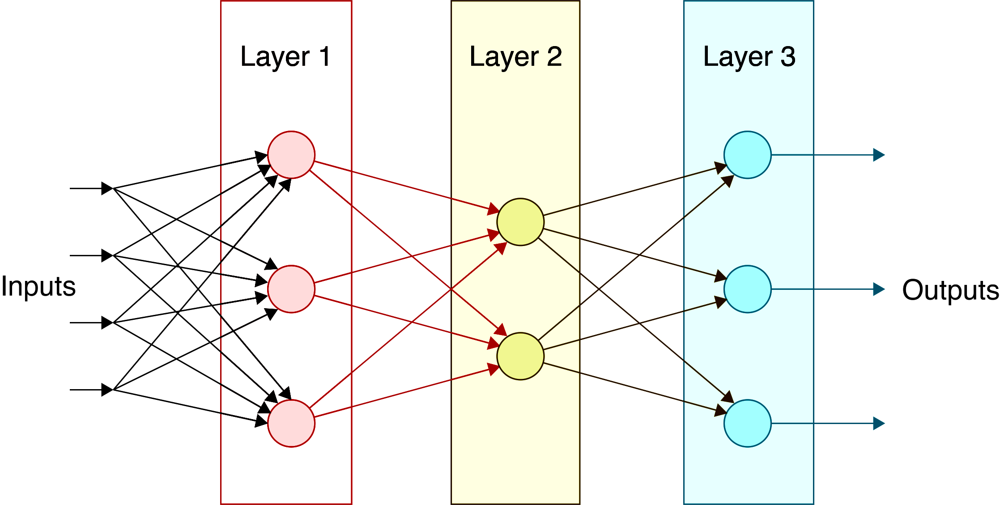 Layer 1
Layer 2
Layer 3
Inputs
Outputs